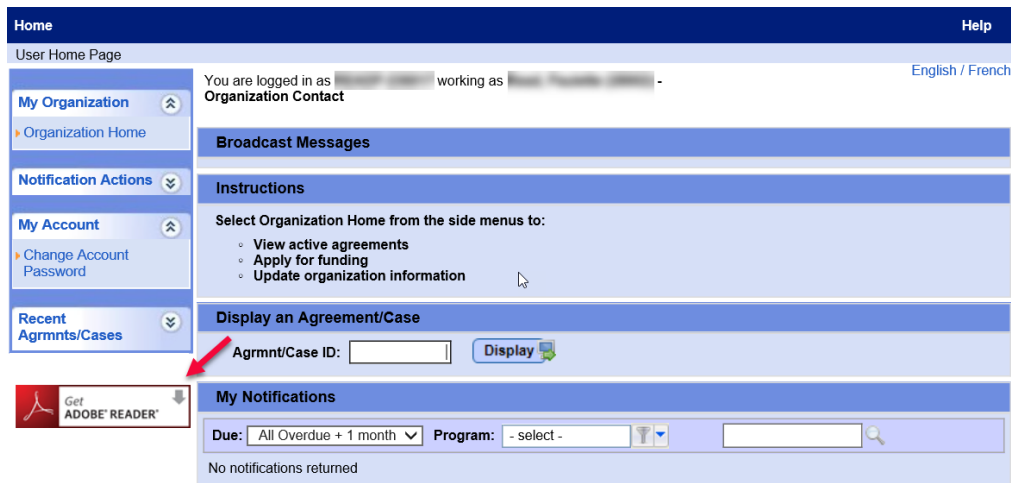 Home
Help
User Home Page
English / French
My Organization
Organization Home
Notification Actions
My Account
Change Account
Password
Recent
Agrmnts/Cases
Get
ADOBE® READER®
You are logged in as working as -
Organization Contact
Broadcast Messages
Instructions
Select Organization Home from the side menus to:
View active agreements
Apply for funding
Update organization information
Display an Agreement/Case
Agrmnt/Case ID:
Display
My Notifications
Due: All Overdue + 1 month Program: - select -
No notifications returned